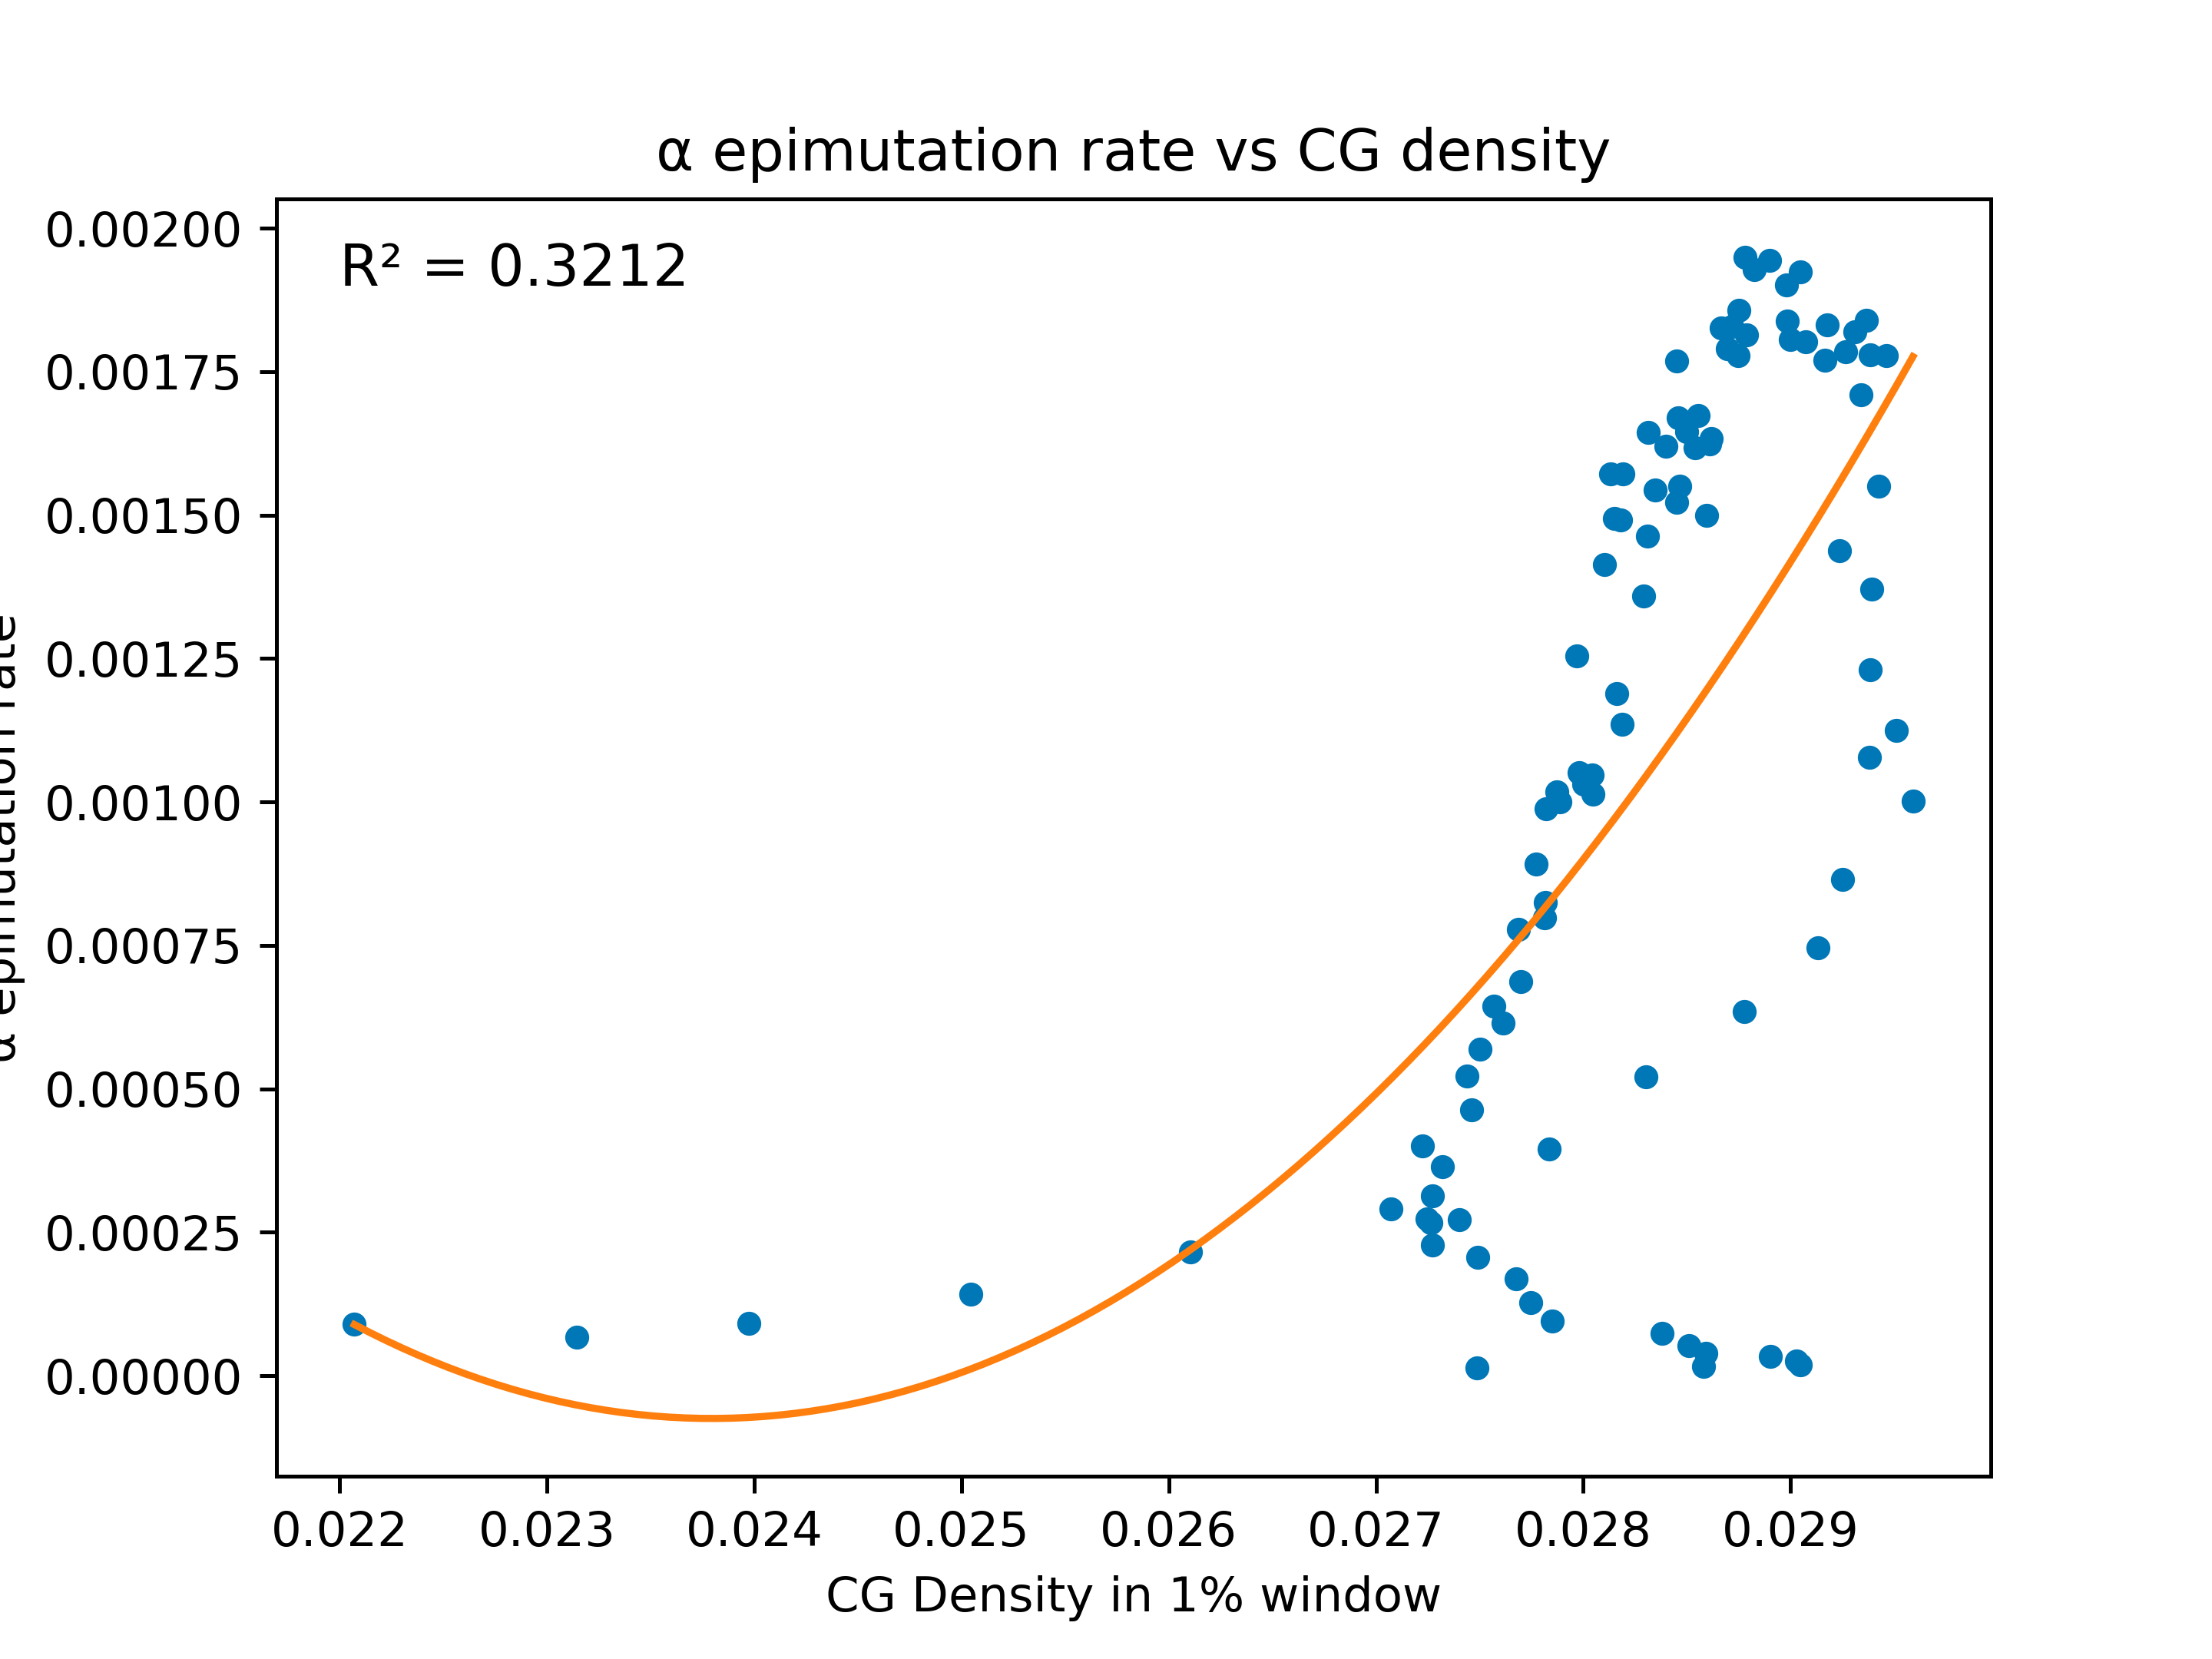 α epimutation rate vs CG density
R² = 0.3212
0.00200
0.00175
0.00150
0.00125
0.00100
0.00075
0.00050
0.00025
0.00000
α epimutation rate
0.022 0.023 0.024 0.025 0.026 0.027 0.028 0.029
CG Density in 1% window